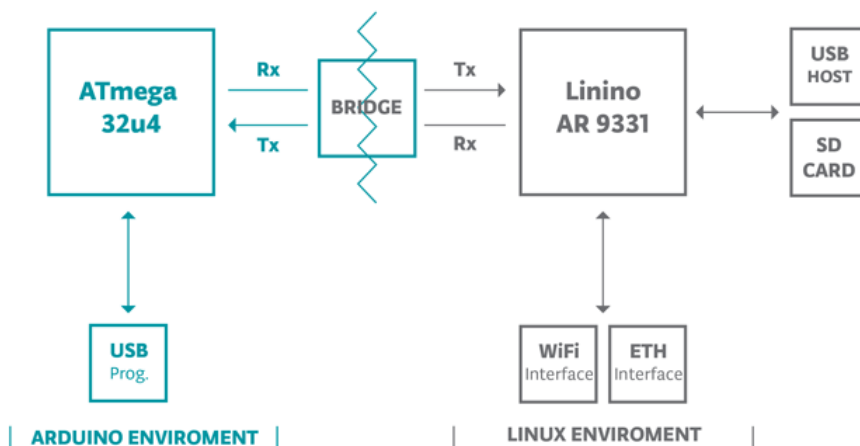 ATmega
32u4
Rx
Tx
BRIDGE
Tx
Rx
Linino
AR 9331
USB
HOST
SD
CARD
USB
Prog.
WiFi
Interface
ETH
Interface
ARDUINO ENVIROMENT
LINUX ENVIROMENT